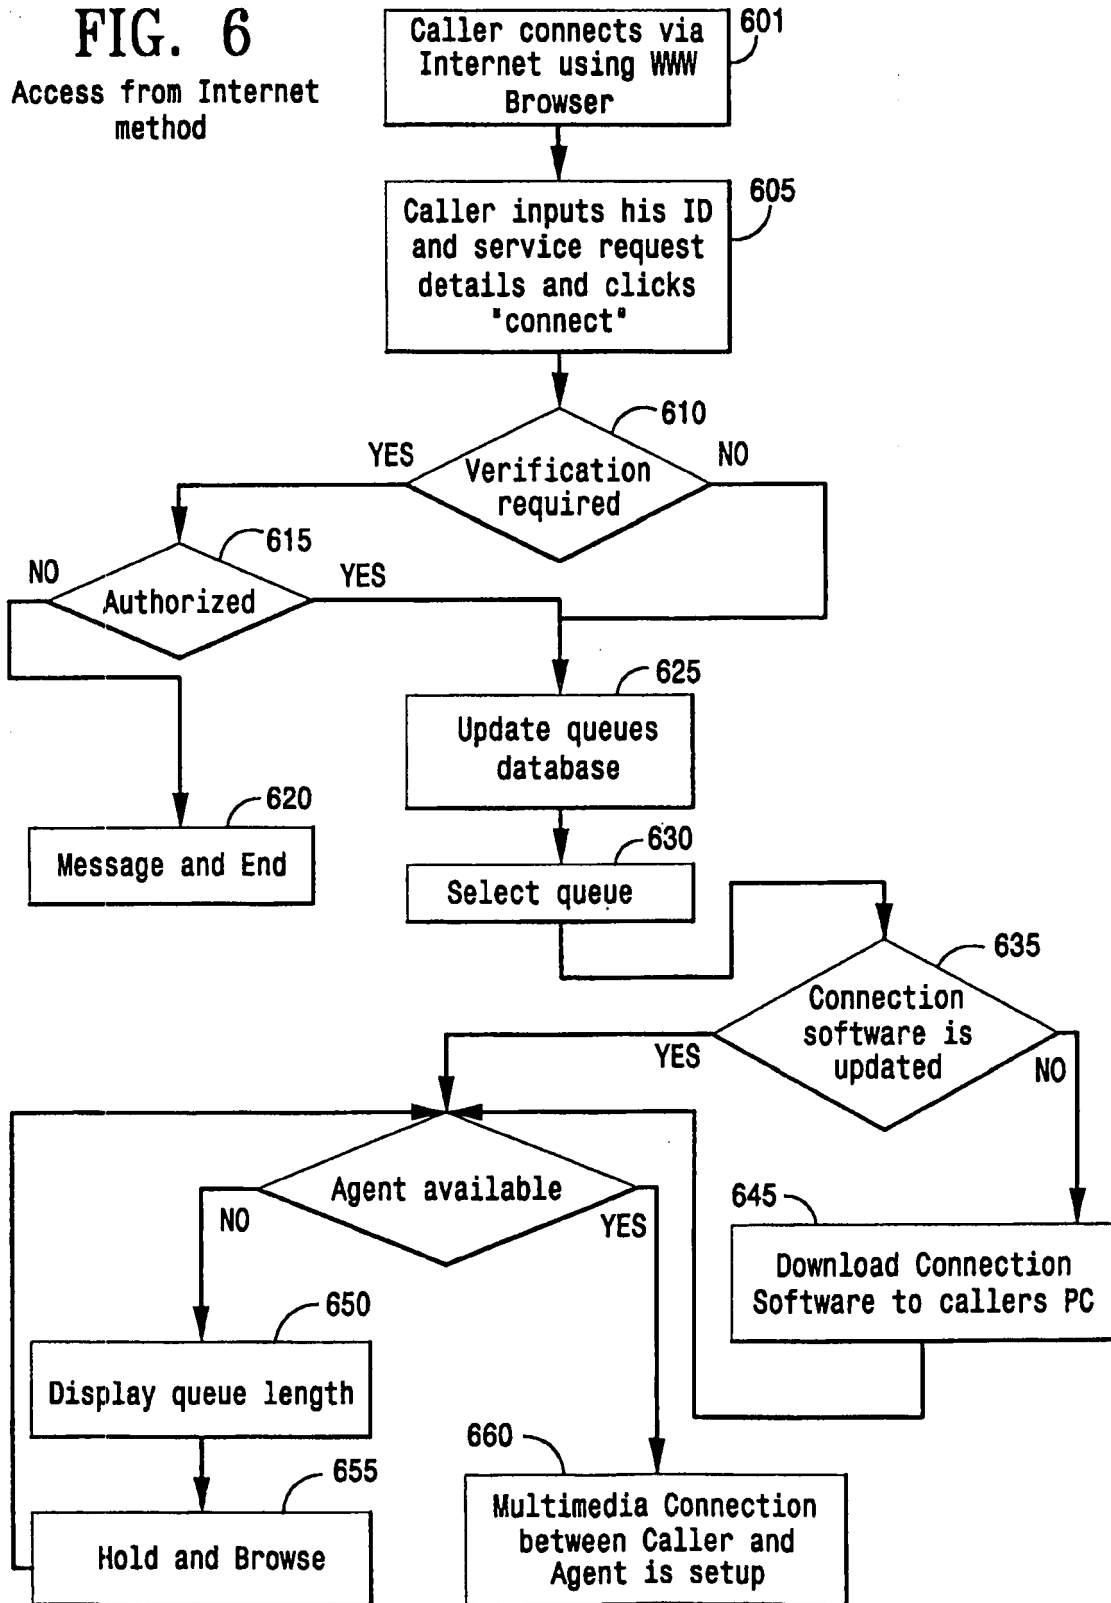 FIG. 6
Access from Internet
method
Caller connects via
Internet using WWW
Browser
601
Caller inputs his ID
and service request
details and clicks
"connect"
605
610
YES
Verification
required
NO
615
NO
Authorized
YES
625
Update queues
database
620
Message and End
630
Select queue
635
Connection
software is
updated
YES
NO
Agent available
NO
YES
645
Download Connection
Software to callers PC
650
Display queue length
655
Hold and Browse
660
Multimedia Connection
between Caller and
Agent is setup